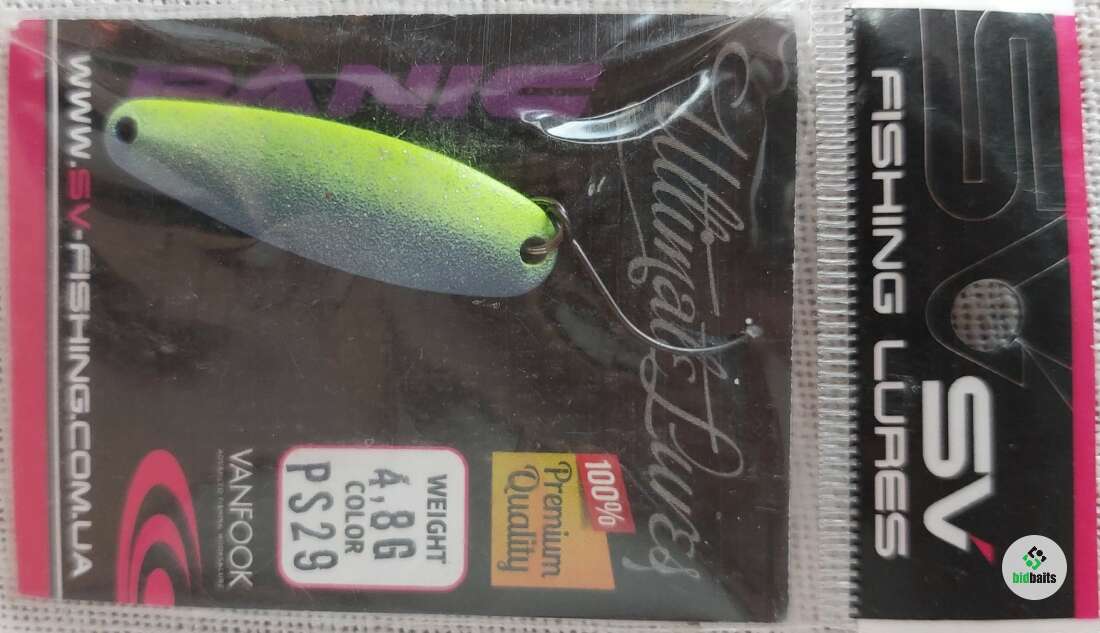 SV
FISHING LURES
Ultimate Lures
PANIC
100%
Premium
Quality
WEIGHT
4,8G
COLOR
PS29
VANFOOK
WWW.SV-FISHING.COM.UA
bidbaits